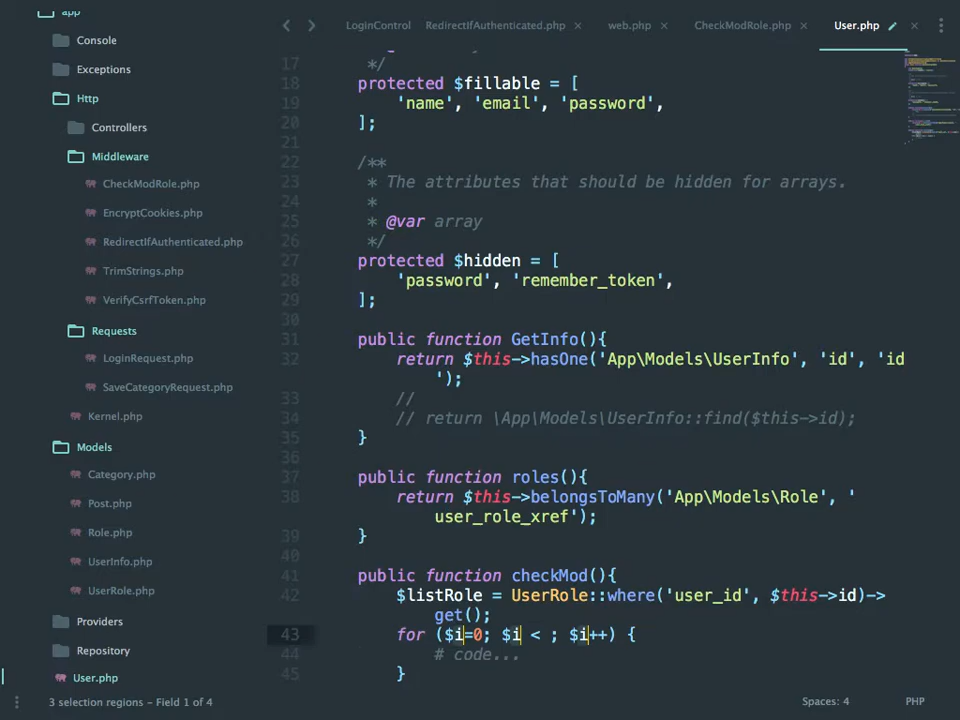 app
Console
Exceptions
Http
Controllers
Middleware
CheckModRole.php
EncryptCookies.php
RedirectIfAuthenticated.php
TrimStrings.php
VerifyCsrfToken.php
Requests
LoginRequest.php
SaveCategoryRequest.php
Kernel.php
Models
Category.php
Post.php
Role.php
UserInfo.php
UserRole.php
Providers
Repository
User.php
LoginControl RedirectIfAuthenticated.php × web.php × CheckModRole.php × User.php ×
17 */
18 protected $fillable = [
19 'name', 'email', 'password',
20 ];
21
22 /**
23 * The attributes that should be hidden for arrays.
24 *
25 * @var array
26 */
27 protected $hidden = [
28 'password', 'remember_token',
29 ];
30
31 public function GetInfo(){
32 return $this->hasOne('App\Models\UserInfo', 'id', 'id
');
33 //
34 // return \App\Models\UserInfo::find($this->id);
35 }
36
37 public function roles(){
38 return $this->belongsToMany('App\Models\Role', '
user_role_xref');
39 }
40
41 public function checkMod(){
42 $listRole = UserRole::where('user_id', $this->id)->
get();
43 for ($i=0; $i < ; $i++) {
44 # code...
45 }
3 selection regions - Field 1 of 4 Spaces: 4 PHP